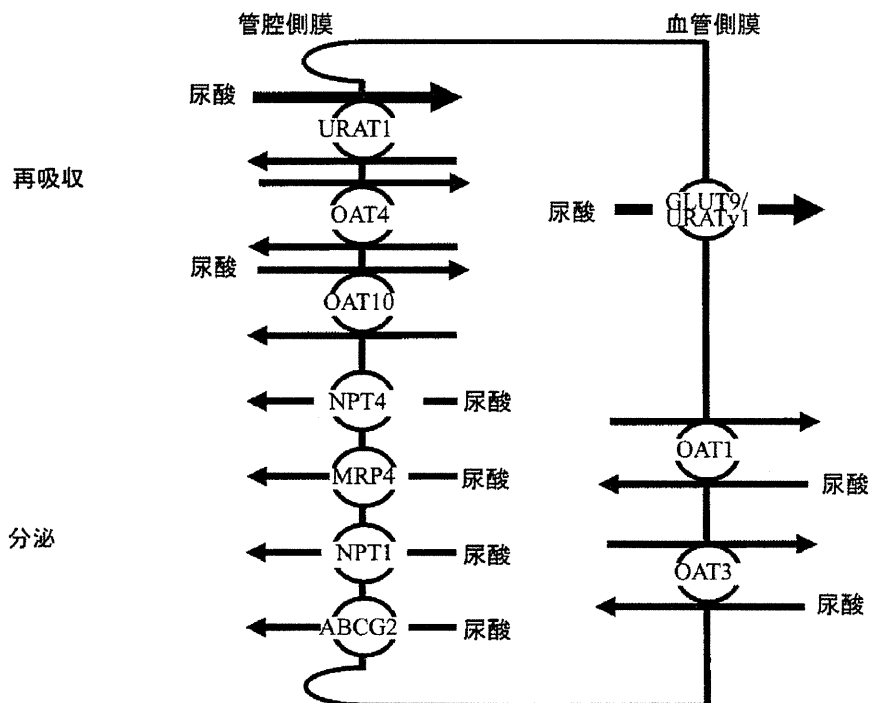 管腔側膜
血管側膜
尿酸
URAT1
再吸収
OAT4
尿酸
GLUT9/
URATv1
尿酸
OAT10
NPT4
尿酸
OAT1
MRP4
尿酸
尿酸
分泌
NPT1
尿酸
OAT3
尿酸
ABCG2
尿酸